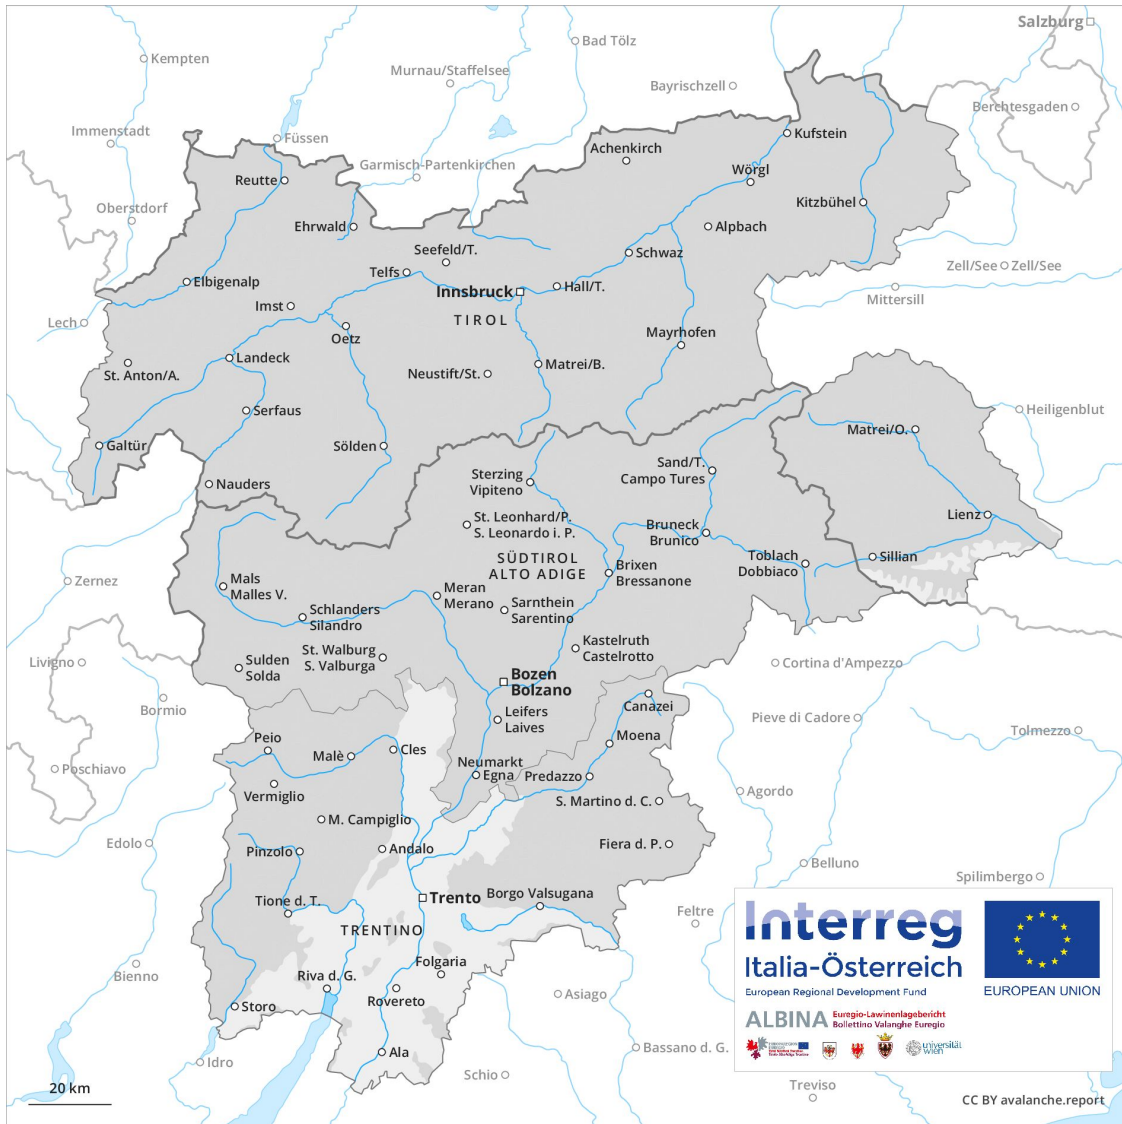 Salzburg
Bad Tölz
Kempten
Murnau/Staffelsee
Bayrischzell
Berchtesgaden
Immenstadt
Füssen
Kufstein
Achenkirch
Garmisch-Partenkirchen
Wörgl
Reutte
Kitzbühel
Oberstdorf
Ehrwald
Alpbach
Seefeld/T.
Schwaz
Telfs
Zell/See
Zell/See
Elbigenalp
Innsbruck
Hall/T.
Mittersill
Imst
TIROL
Lech
Oetz
Mayrhofen
Landeck
Matrei/B.
St. Anton/A.
Neustift/St.
Serfaus
Heiligenblut
Matrei/O.
Galtür
Sölden
Sterzing
Vipiteno
Sand/T.
Campo Tures
Nauders
St. Leonhard/P.
S. Leonardo i. P.
Lienz
Bruneck
Brunico
SÜDTIROL
ALTO ADIGE
Toblach
Dobbiaco
Sillian
Brixen
Bressanone
Zernez
Mals
Malles V.
Meran
Merano
Sarnthein
Sarentino
Schlanders
Silandro
Kastelruth
Castelrotto
St. Walburg
S. Valburga
Livigno
Sulden
Solda
Cortina d'Ampezzo
Bozen
Bolzano
Bormio
Canazei
Leifers
Laives
Pieve di Cadore
Tolmezzo
Moena
Peio
Malè
Cles
Neumarkt
Egna
Predazzo
Poschiavo
Vermiglio
S. Martino d. C.
Agordo
M. Campiglio
Edolo
Pinzolo
Andalo
Fiera d. P.
Belluno
Spilimbergo
Tione d. T.
Trento
Borgo Valsugana
Feltre
TRENTINO
Folgaria
Bienno
Riva d. G.
Rovereto
Asiago
Storo
Ala
Bassano d. G.
Idro
Schio
Treviso
20 km
Interreg
Italia-Österreich
European Regional Development Fund
EUROPEAN UNION
ALBINA
Euregio-Lawinenlagebericht
Bollettino Valanghe Euregio
universität
wien
CC BY avalanche.report